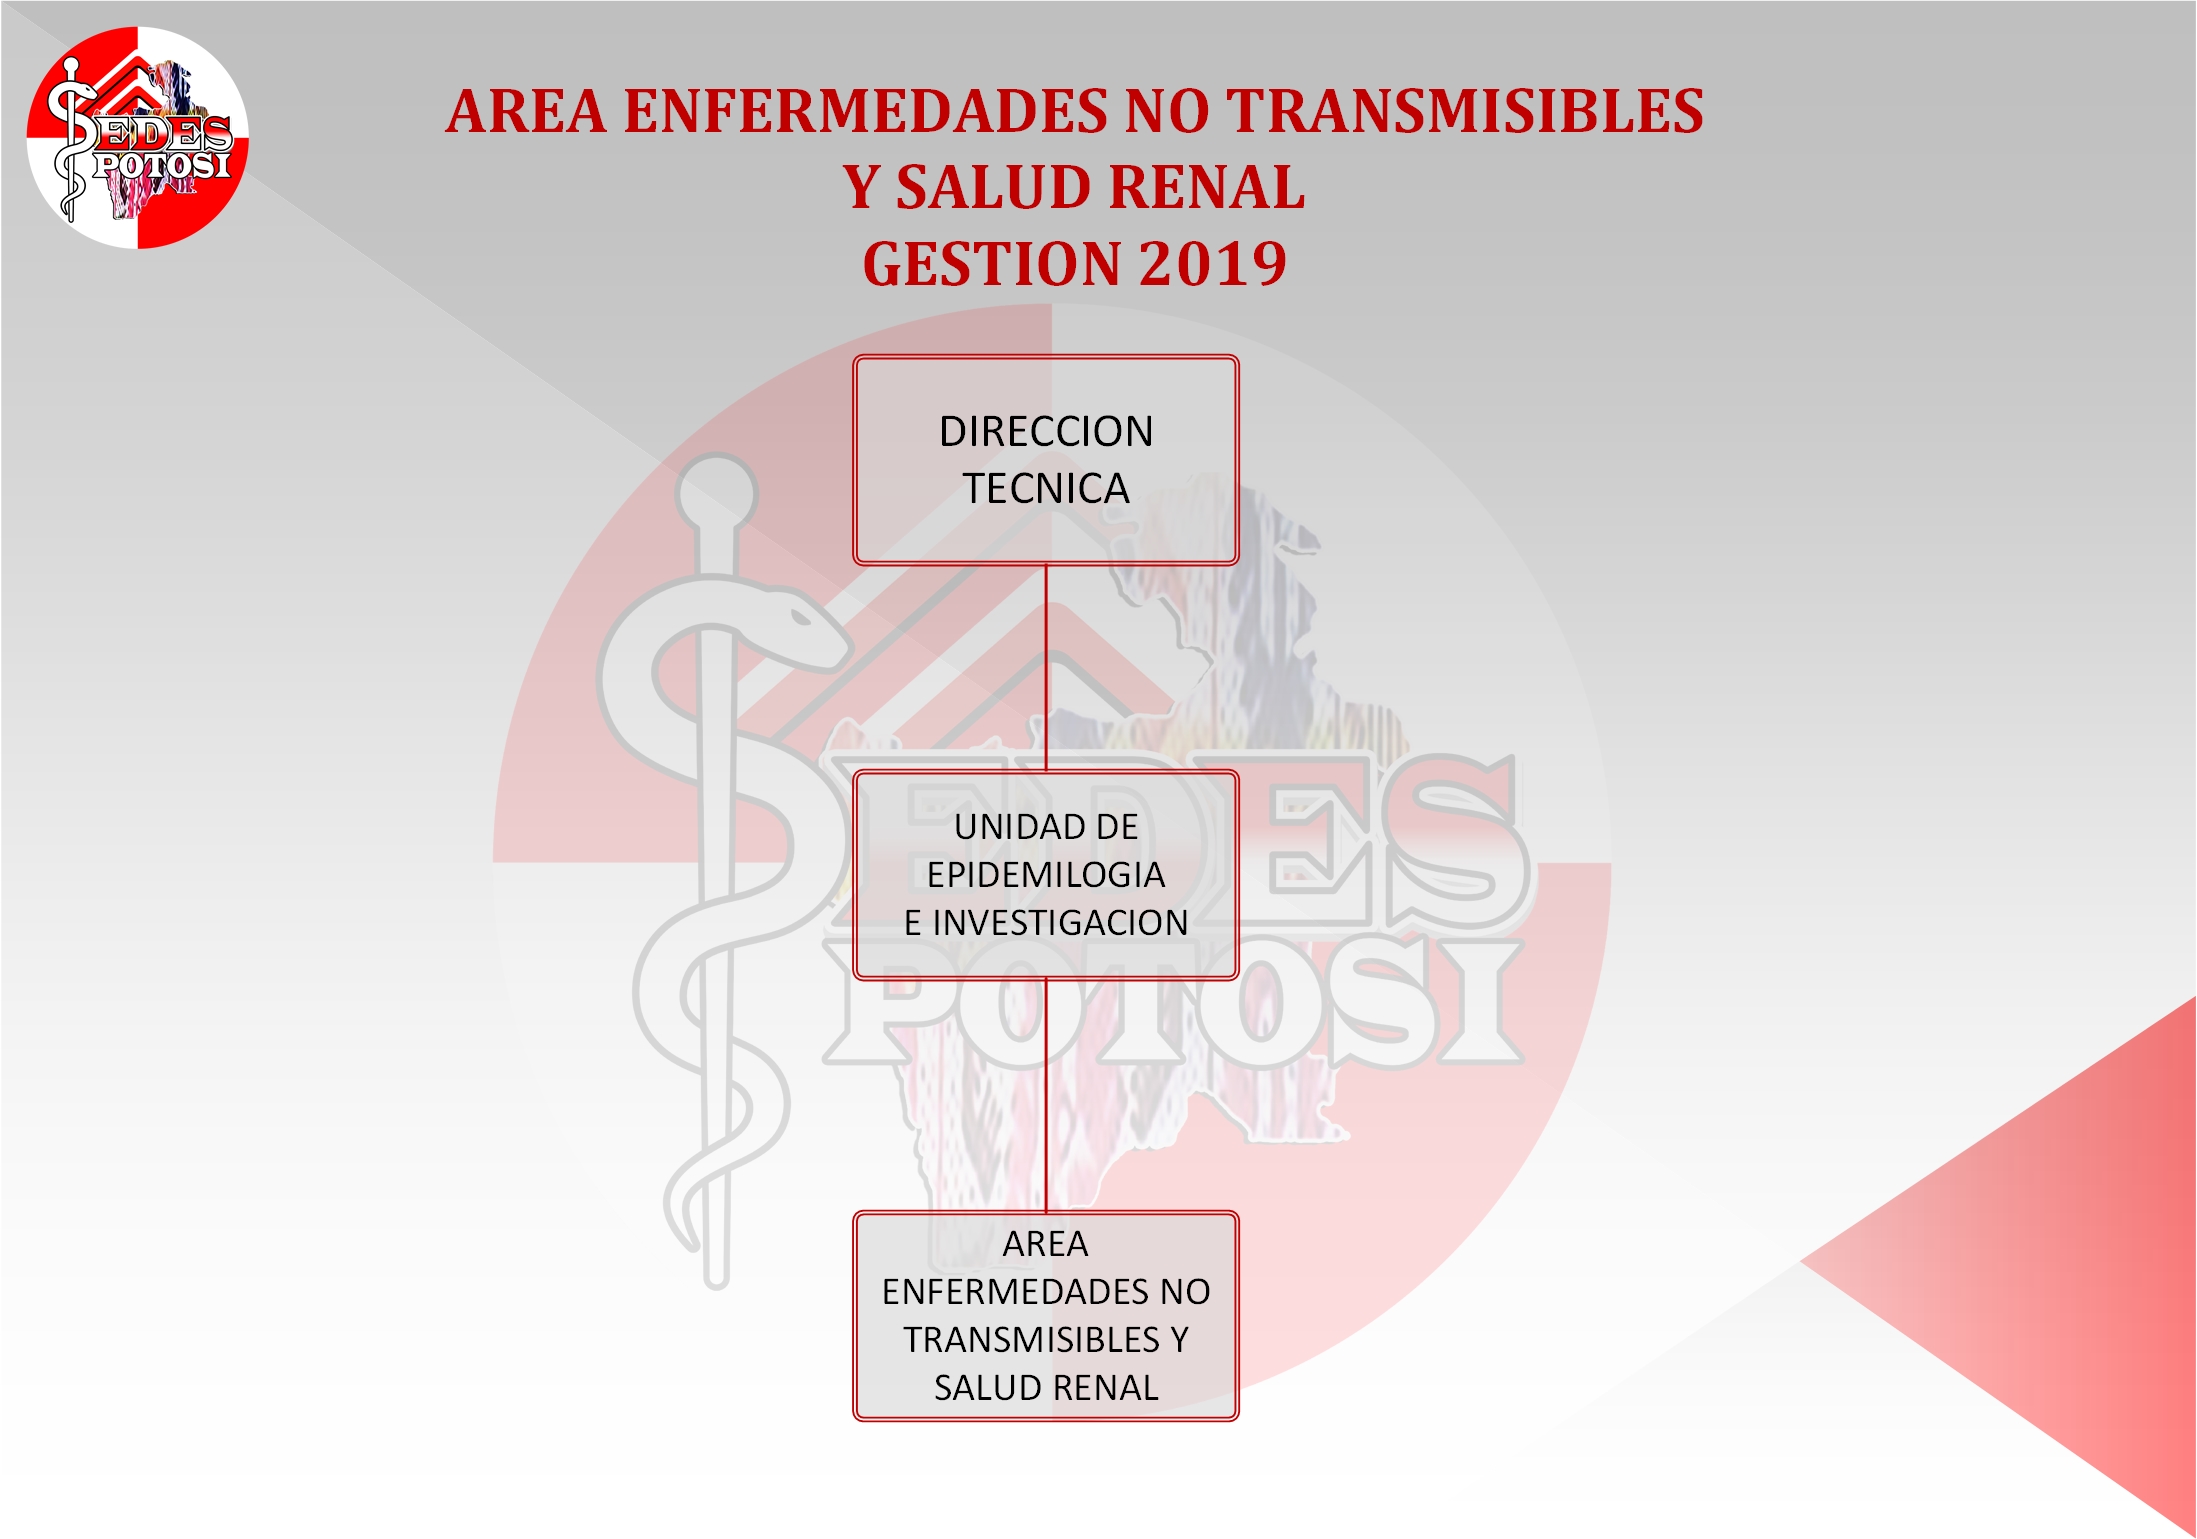 SEDES
POTOSI
AREA ENFERMEDADES NO TRANSMISIBLES
Y SALUD RENAL
GESTION 2019
DIRECCION
TECNICA
UNIDAD DE
EPIDEMILOGIA
E INVESTIGACION
AREA
ENFERMEDADES NO
TRANSMISIBLES Y
SALUD RENAL
SEDES
POTOSI